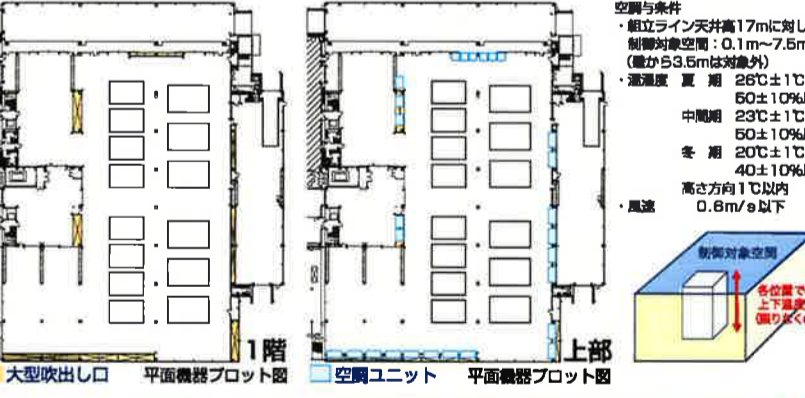 空調与条件
・組立ライン天井高17mに対し
制御対象空間：0.1m～7.5m
（壁から3.5mは対象外）
・温湿度 夏 期 26℃±1℃
50±10%
中間期 23℃±1℃
50±10%
冬 期 20℃±1℃
40±10%
高さ方向1℃以内
・風速 0.6m/s以下
制御対象空間
各位置で
上下温度
1階
大型吹出し口 平面機器プロット図
上部
空調ユニット 平面機器プロット図